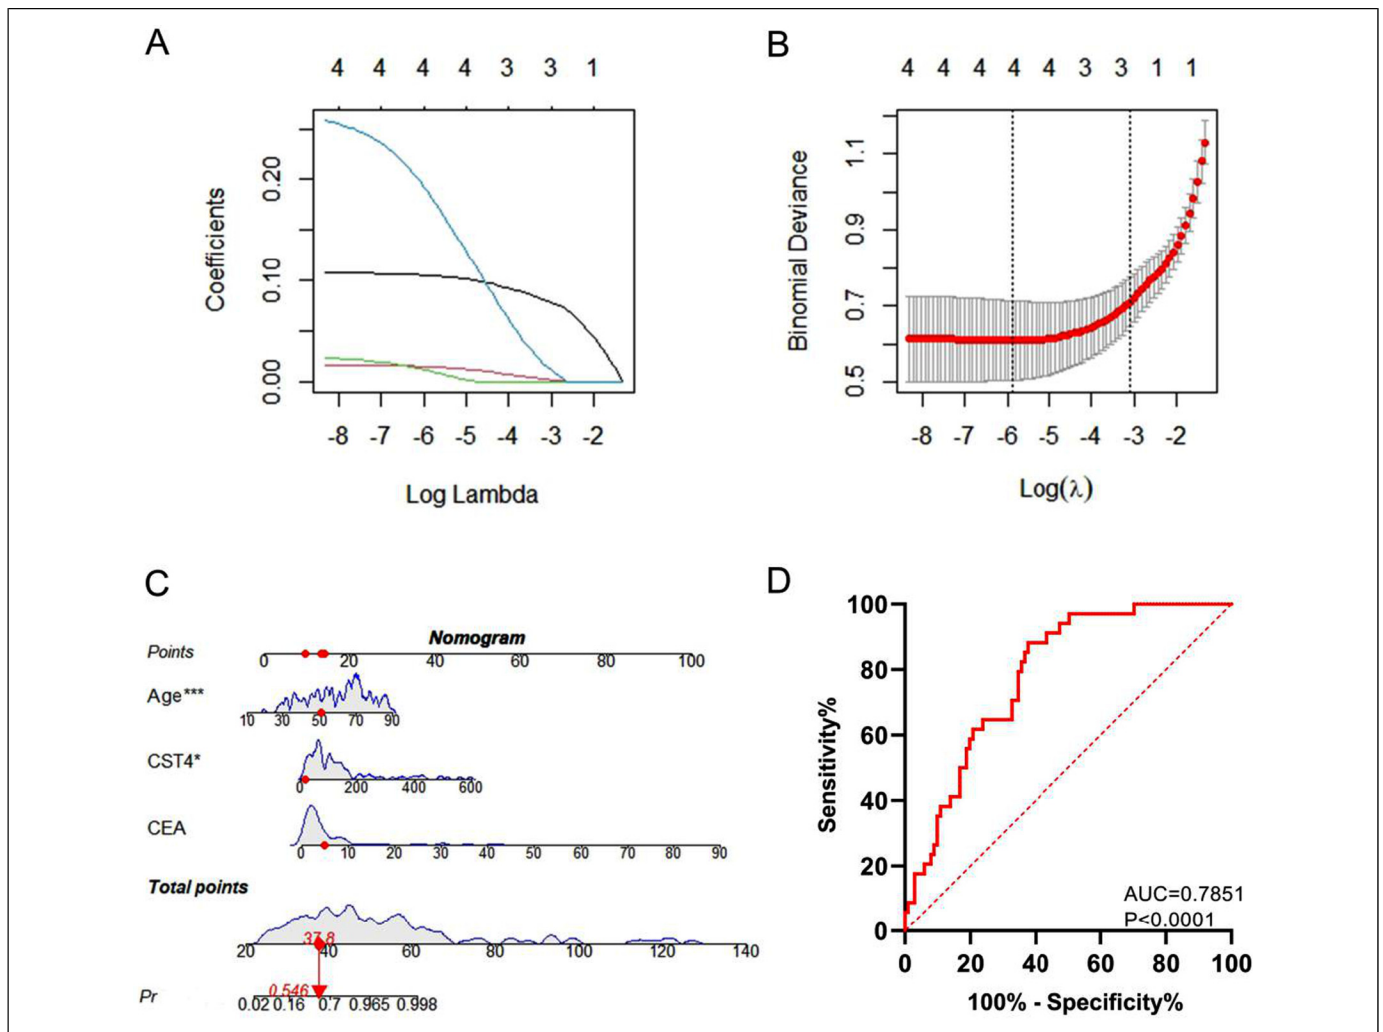 A
4 4 4 4 3 3 1
Coefficients
0.20
0.10
0.00
-8 -7 -6 -5 -4 -3 -2
Log Lambda
B
4 4 4 4 4 3 3 1 1
Binomial Deviance
1.1
0.9
0.7
0.5
-8 -7 -6 -5 -4 -3 -2
Log(λ)
C
Nomogram
Points
0 20 40 60 80 100
Age***
10 30 50 70 90
CST4*
0 200 400 600
CEA
0 10 20 30 40 50 60 70 80 90
Total points
37.8
20 40 60 80 100 120 140
0.546
Pr
0.02 0.16 0.7 0.965 0.998
D
Sensitivity%
100
80
60
40
20
0
AUC=0.7851
P<0.0001
0 20 40 60 80 100
100% - Specificity%